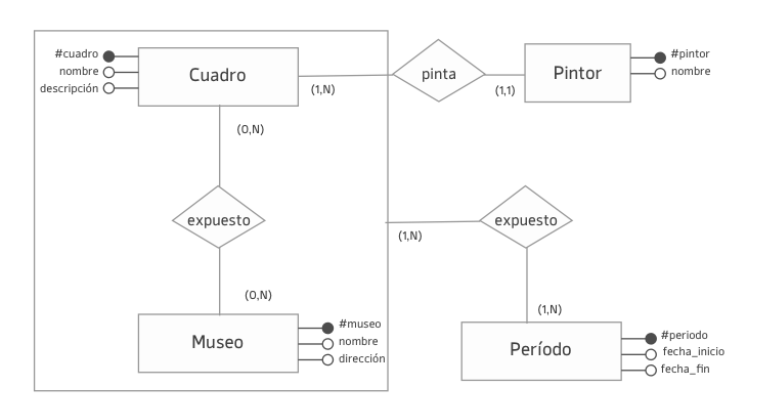 #cuadro
nombre
descripción
Cuadro
(1,N)
pinta
(1,1)
Pintor
#pintor
nombre
(0,N)
expuesto
(1,N)
expuesto
(0,N)
(1,N)
Museo
#museo
nombre
dirección
Período
#periodo
fecha_inicio
fecha_fin